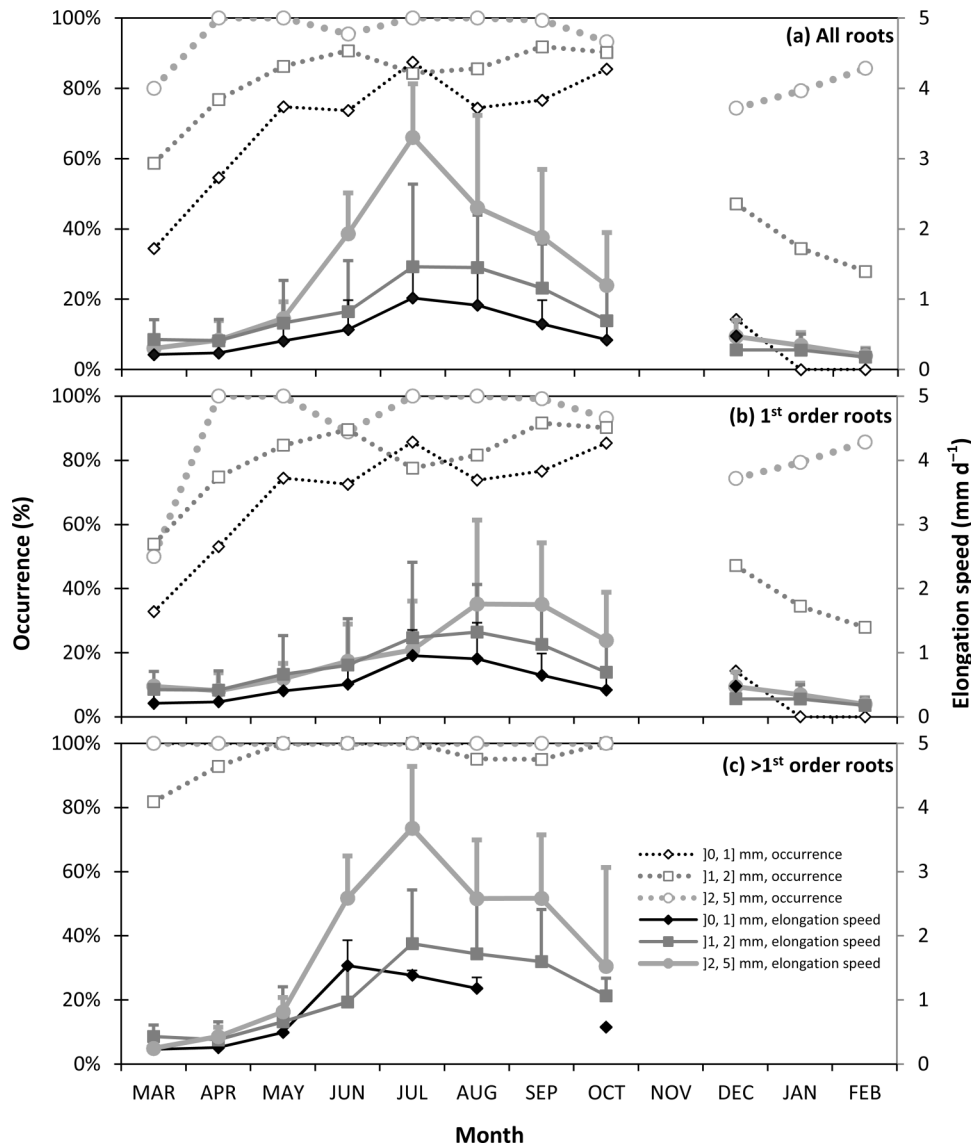 100%
80%
60%
40%
20%
0%
5
4
3
2
1
0
(a) All roots
100%
80%
60%
40%
20%
0%
5
4
3
2
1
0
(b) 1st order roots
100%
80%
60%
40%
20%
0%
5
4
3
2
1
0
(c) >1st order roots
]0, 1] mm, occurrence
]1, 2] mm, occurrence
]2, 5] mm, occurrence
]0, 1] mm, elongation speed
]1, 2] mm, elongation speed
]2, 5] mm, elongation speed
Occurrence (%)
Elongation speed (mm d−1)
MAR APR MAY JUN JUL AUG SEP OCT NOV DEC JAN FEB
Month